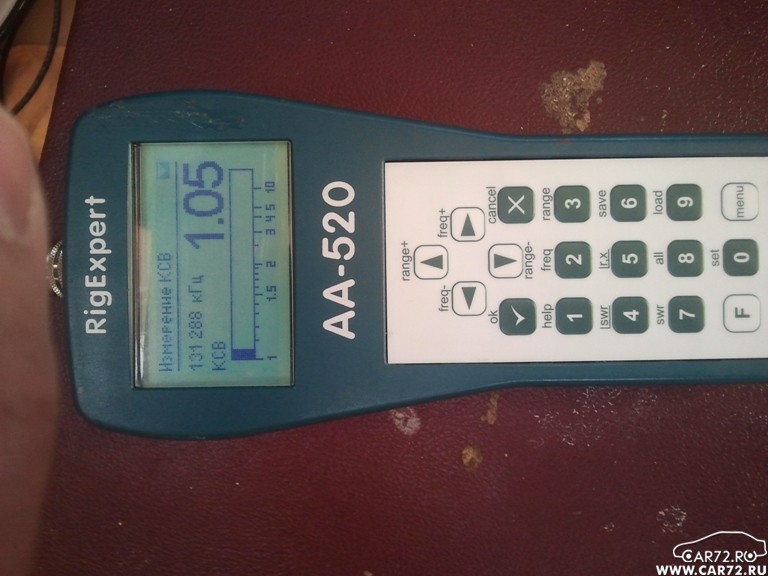 RigExpert
Измерение КСВ
131 288 кГц
КСВ 1.05
1 1.5 2 3 4 5 10
AA-520
range+
freq- freq+
range-
ok cancel
help freq range
1 2 3
swr r,x save
4 5 6
swr all load
7 8 9
set
F 0 menu
CAR72.RU
WWW.CAR72.RU